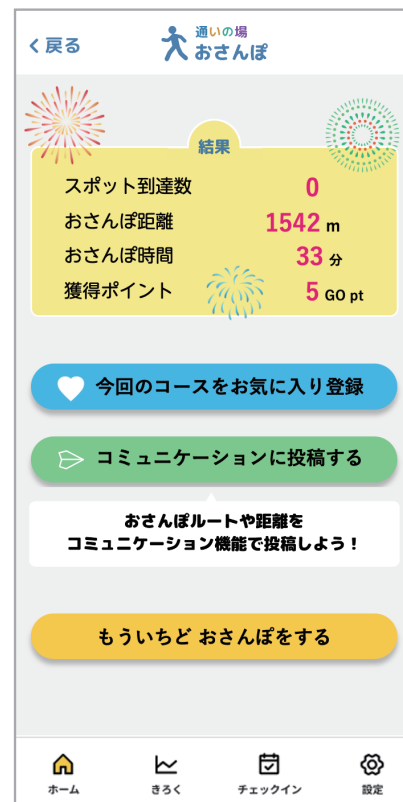 戻る
通いの場
おさんぽ
結果
スポット到達数 0
おさんぽ距離 1542 m
おさんぽ時間 33 分
獲得ポイント 5 GO pt
今回のコースをお気に入り登録
コミュニケーションに投稿する
おさんぽルートや距離を
コミュニケーション機能で投稿しよう！
もういちど おさんぽをする
ホーム きろく チェックイン 設定